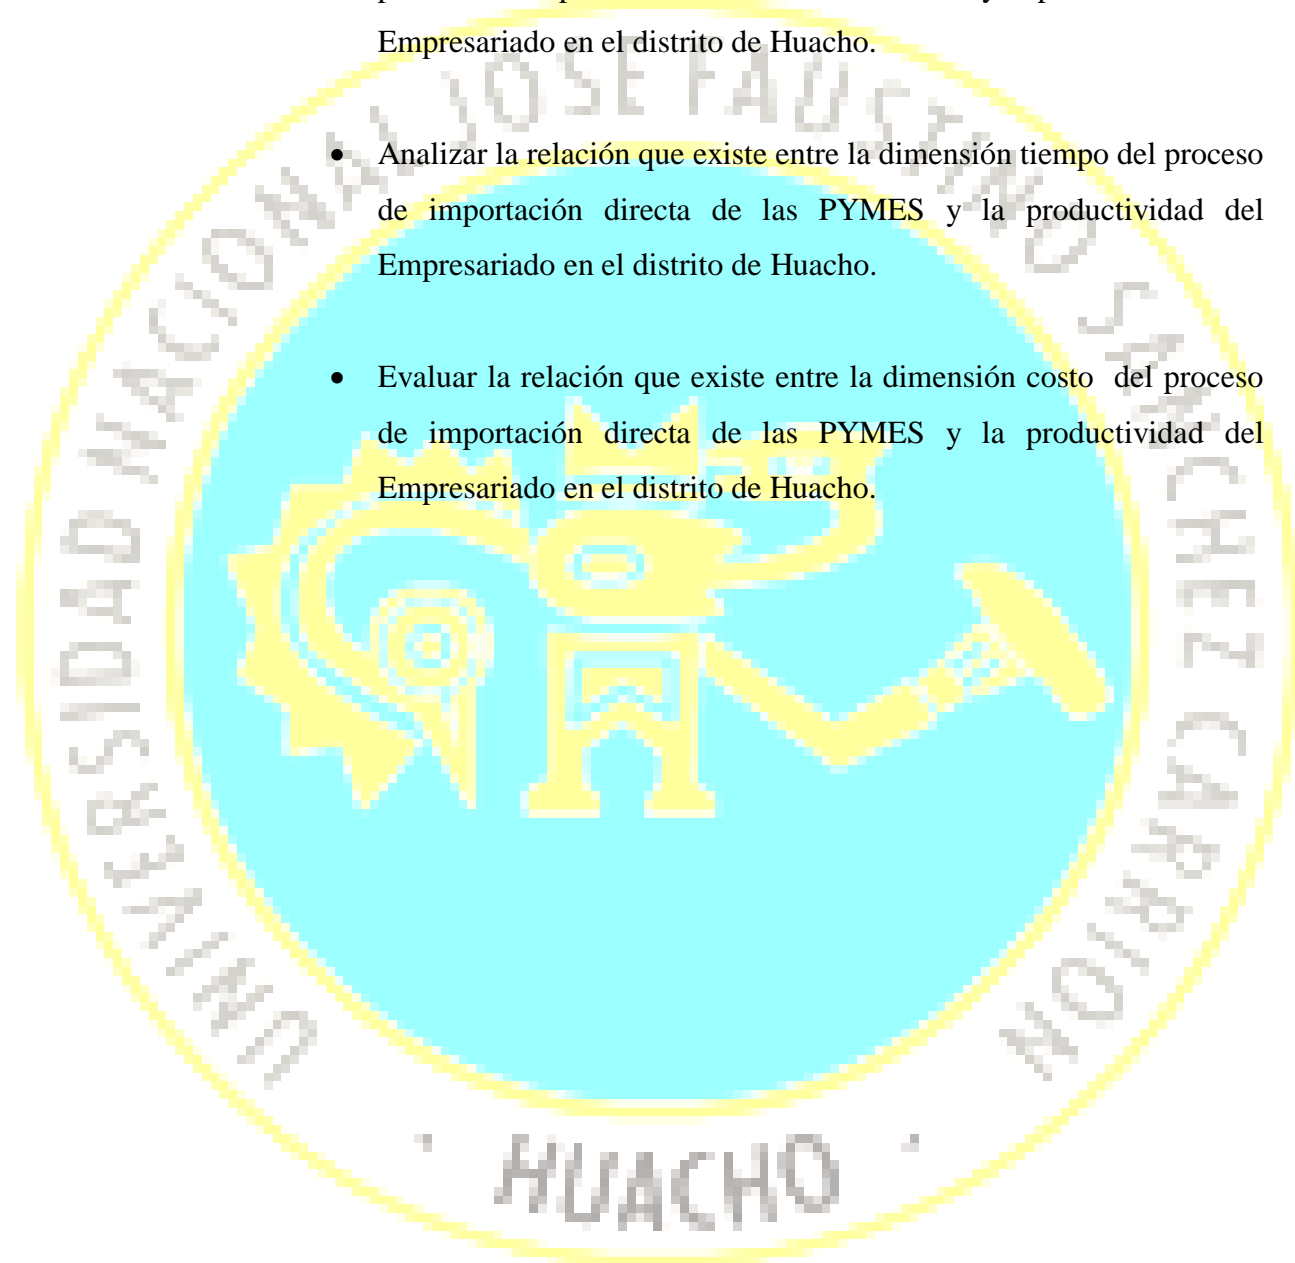 Empresariado en el distrito de Huacho.
• Analizar la relación que existe entre la dimensión tiempo del proceso
de importación directa de las PYMES y la productividad del
Empresariado en el distrito de Huacho.
• Evaluar la relación que existe entre la dimensión costo del proceso
de importación directa de las PYMES y la productividad del
Empresariado en el distrito de Huacho.
UNIVERSIDAD NACIONAL JOSE FAUSTINO SANCHEZ CARRION
· HUACHO ·